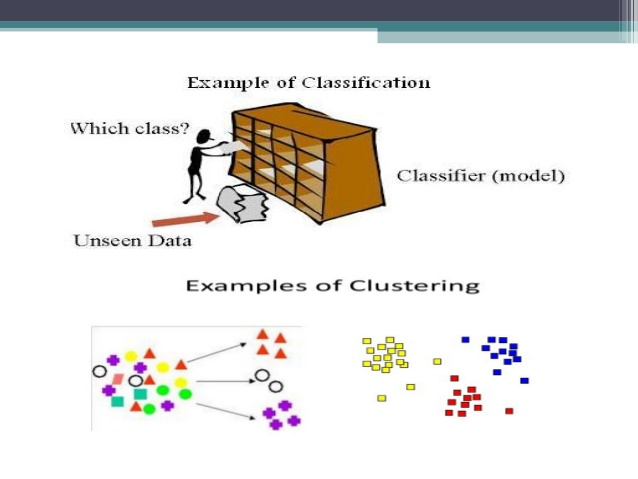 Example of Classification
Which class?
Classifier (model)
Unseen Data
Examples of Clustering